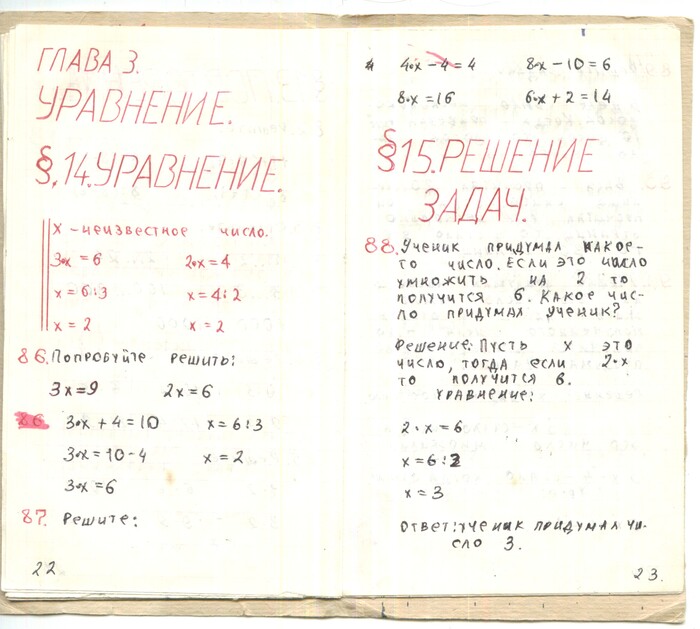 ГЛАВА 3.
УРАВНЕНИЕ.
§.14.УРАВНЕНИЕ.
x - неизвестное число.
3•x = 6 2•x = 4
x = 6:3 x = 4:2
x = 2 x = 2
86. Попробуйте решить:
3x=9 2x=6
86. 3•x + 4 = 10 x = 6:3
3•x = 10-4 x = 2
3•x = 6
87. Решите:
22
4•x - 4 = 4 8•x - 10 = 6
8•x = 16 6•x + 2 = 14
§15. РЕШЕНИЕ
ЗАДАЧ.
88. Ученик придумал какое-
то число. Если это число
умножить на 2 то
получится 6. Какое чис-
ло придумал ученик?
Решение: Пусть x это
число, тогда если 2•x
то получится 6.
уравнение:
2•x = 6
x = 6:2
x = 3
Ответ: ученик придумал чи-
сло 3.
23.